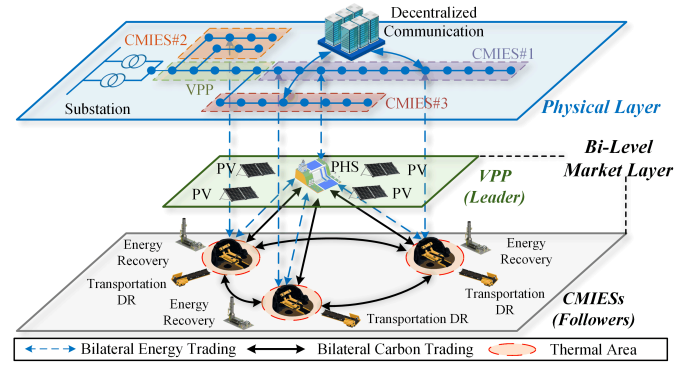 Decentralized
Communication
CMIES#2
CMIES#1
VPP
Substation
CMIES#3
Physical Layer
Bi-Level
Market Layer
PV
PHS
PV
PV
PV
VPP
(Leader)
Energy
Recovery
Energy
Recovery
Transportation
DR
Energy
Recovery
Transportation DR
Transportation
DR
CMIESs
(Followers)
Bilateral Energy Trading
Bilateral Carbon Trading
Thermal Area